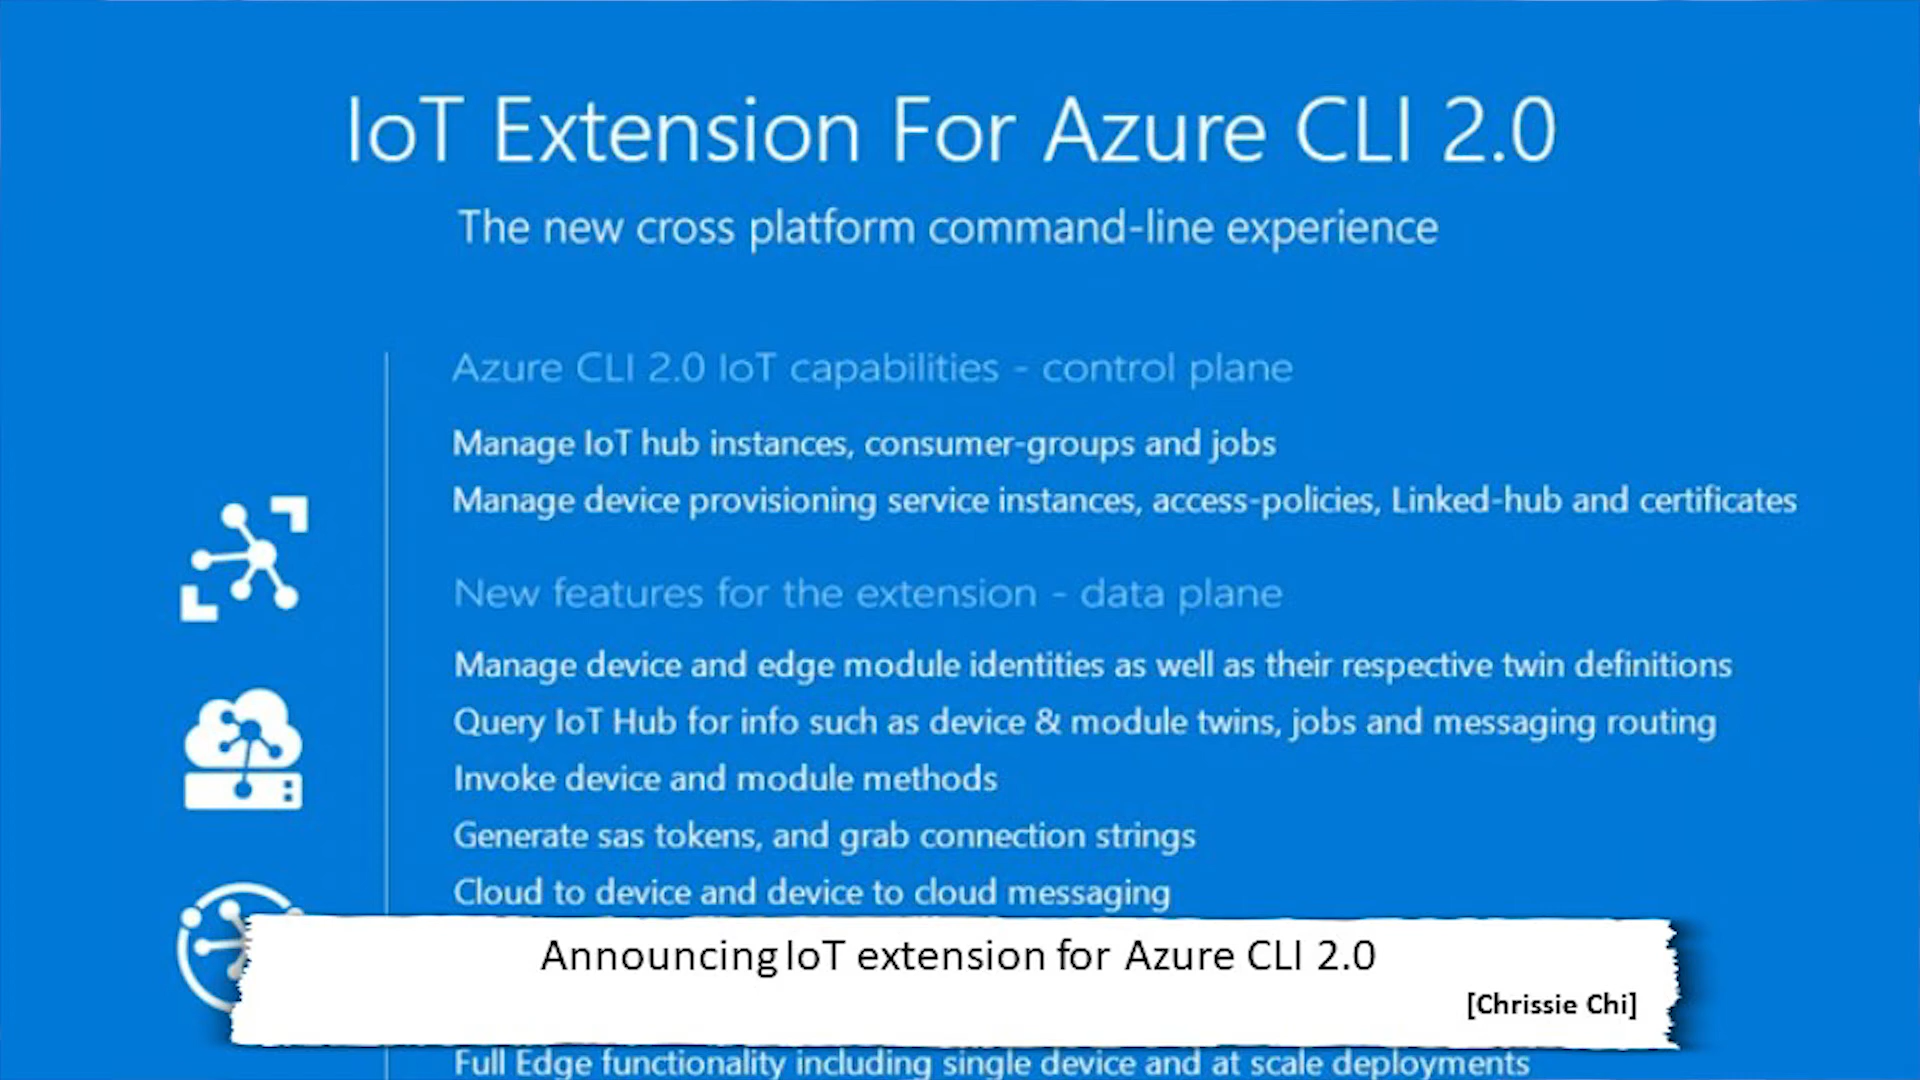 IoT Extension For Azure CLI 2.0
The new cross platform command-line experience
Azure CLI 2.0 IoT capabilities - control plane
Manage IoT hub instances, consumer-groups and jobs
Manage device provisioning service instances, access-policies, Linked-hub and certificates
New features for the extension - data plane
Manage device and edge module identities as well as their respective twin definitions
Query IoT Hub for info such as device & module twins, jobs and messaging routing
Invoke device and module methods
Generate sas tokens, and grab connection strings
Cloud to device and device to cloud messaging
Announcing IoT extension for Azure CLI 2.0
[Chrissie Chi]
Full Edge functionality including single device and at scale deployments